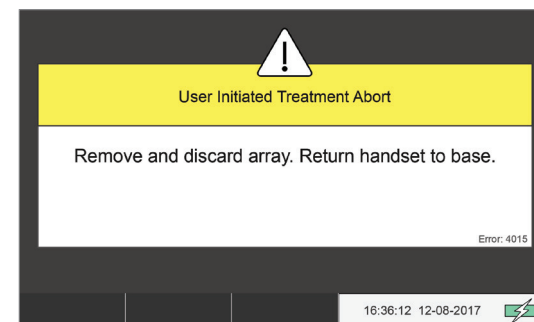 User Initiated Treatment Abort
Remove and discard array. Return handset to base.
Error: 4015
16:36:12 12-08-2017